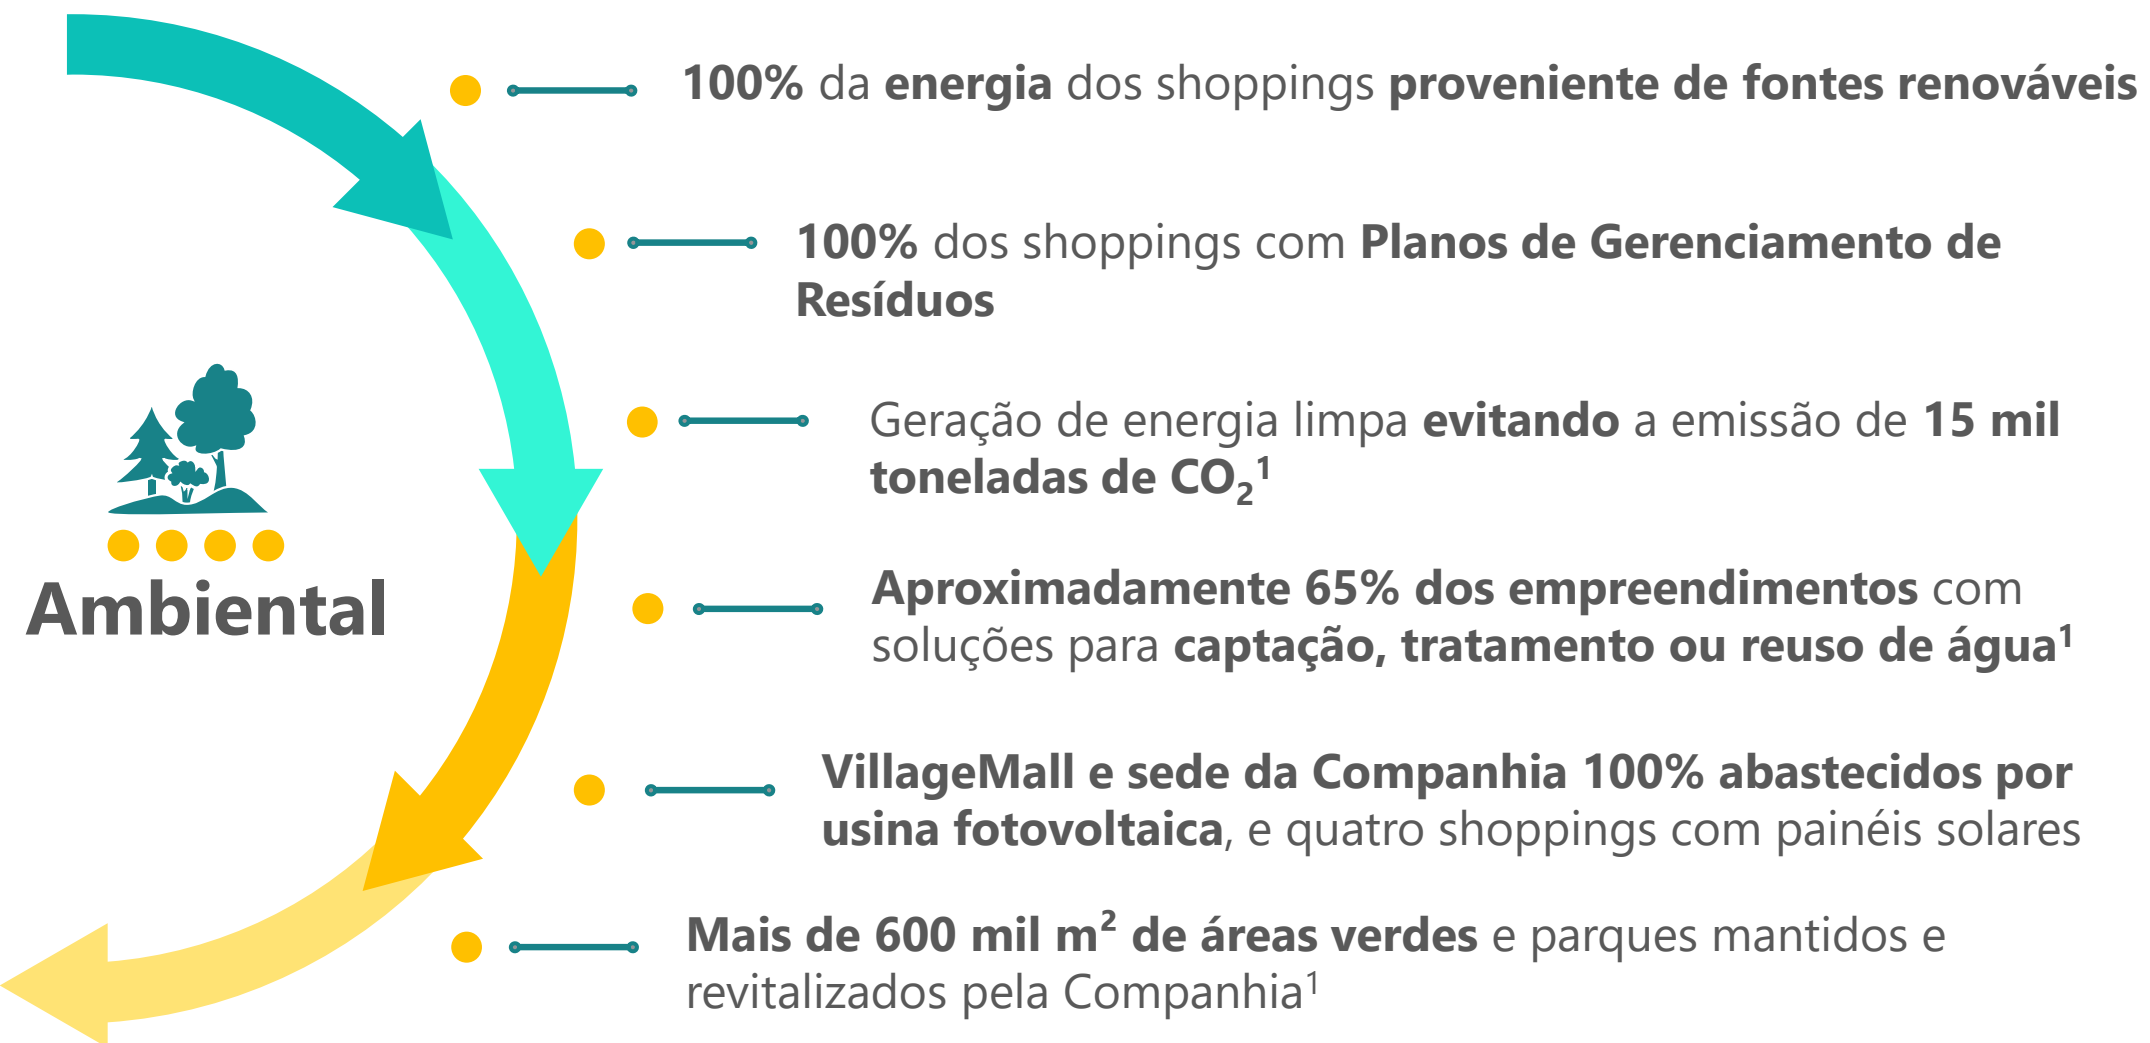 100% da energia dos shoppings proveniente de fontes renováveis
100% dos shoppings com Planos de Gerenciamento de
Resíduos
Geração de energia limpa evitando a emissão de 15 mil
toneladas de CO₂¹
Ambiental
Aproximadamente 65% dos empreendimentos com
soluções para captação, tratamento ou reuso de água¹
VillageMall e sede da Companhia 100% abastecidos por
usina fotovoltaica, e quatro shoppings com painéis solares
Mais de 600 mil m² de áreas verdes e parques mantidos e
revitalizados pela Companhia¹